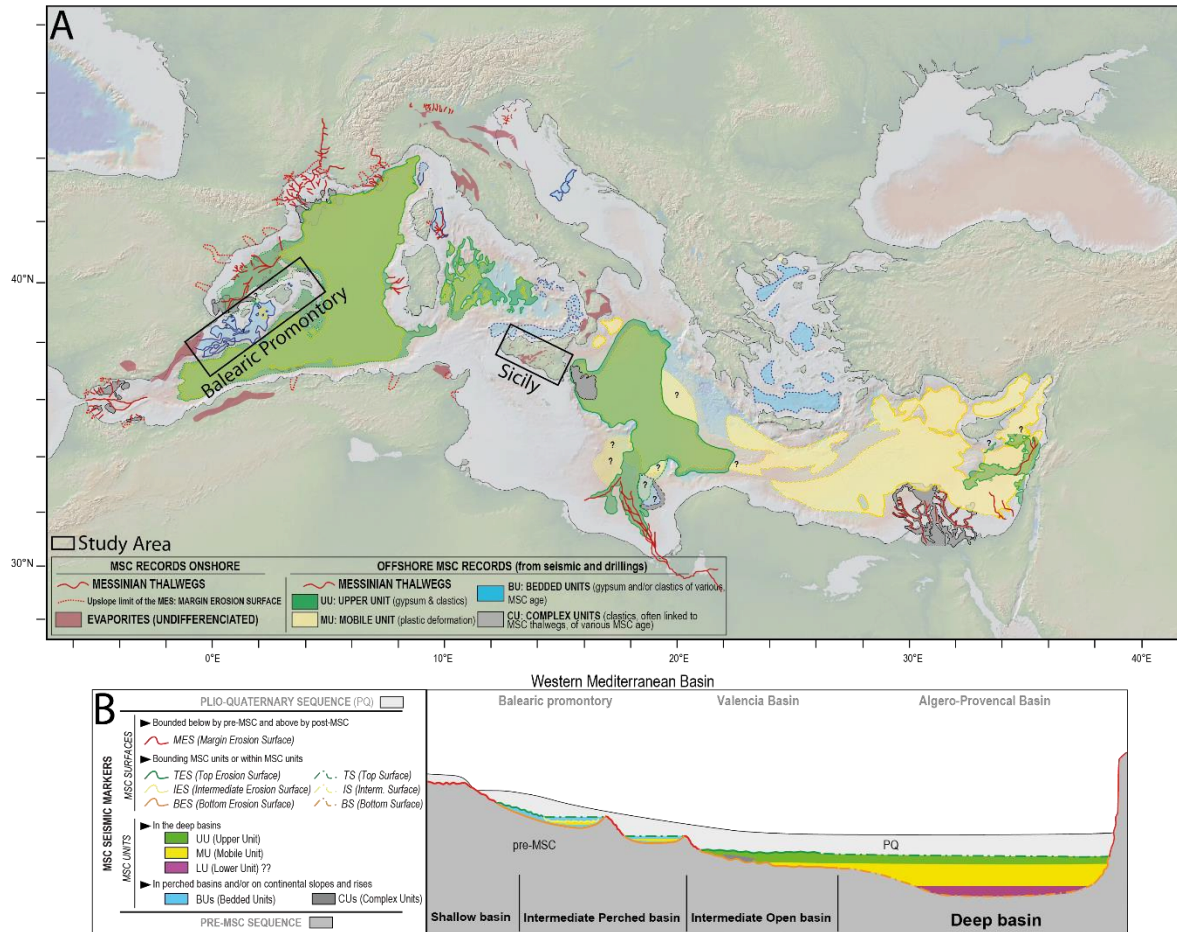 A
40°N
30°N
Balearic Promontory
Sicily
?
?
?
?
?
?
?
?
?
Study Area
MSC RECORDS ONSHORE
MESSINIAN THALWEGS
Upslope limit of the MES: MARGIN EROSION SURFACE
EVAPORITES (UNDIFFERENCIATED)
OFFSHORE MSC RECORDS (from seismic and drillings)
MESSINIAN THALWEGS
UU: UPPER UNIT (gypsum & clastics)
MU: MOBILE UNIT (plastic deformation)
BU: BEDDED UNITS (gypsum and/or clastics of various
MSC age)
CU: COMPLEX UNITS (clastics, often linked to
MSC thalwegs, of various MSC age)
0°E
10°E
20°E
30°E
40°E
Western Mediterranean Basin
B
PLIO-QUATERNARY SEQUENCE (PQ)
MSC SEISMIC MARKERS
MSC SURFACES
Bounded below by pre-MSC and above by post-MSC
MES (Margin Erosion Surface)
Bounding MSC units or within MSC units
TES (Top Erosion Surface)
TS (Top Surface)
IES (Intermediate Erosion Surface)
IS (Interm. Surface)
BES (Bottom Erosion Surface)
BS (Bottom Surface)
MSC UNITS
In the deep basins
UU (Upper Unit)
MU (Mobile Unit)
LU (Lower Unit) ??
In perched basins and/or on continental slopes and rises
BUs (Bedded Units)
CUs (Complex Units)
PRE-MSC SEQUENCE
Balearic promontory
Valencia Basin
Algero-Provencal Basin
pre-MSC
PQ
Shallow basin
Intermediate Perched basin
Intermediate Open basin
Deep basin